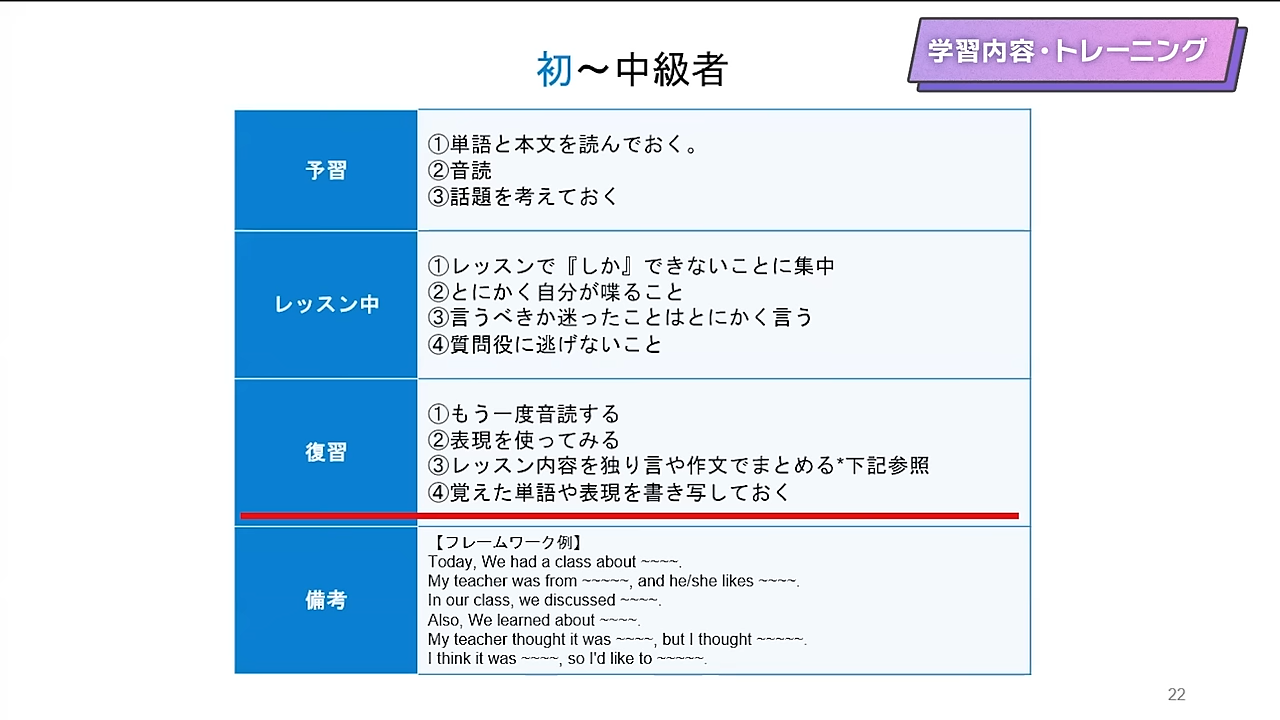 学習内容・トレーニング
初～中級者
予習
①単語と本文を読んでおく。
②音読
③話題を考えておく
レッスン中
①レッスンで『しか』できないことに集中
②とにかく自分が喋ること
③言うべきか迷ったことはとにかく言う
④質問役に逃げないこと
復習
①もう一度音読する
②表現を使ってみる
③レッスン内容を独り言や作文でまとめる*下記参照
④覚えた単語や表現を書き写しておく
備考
【フレームワーク例】
Today, We had a class about ~~~~.
My teacher was from ~~~~~, and he/she likes ~~~~.
In our class, we discussed ~~~~.
Also, We learned about ~~~~.
My teacher thought it was ~~~~, but I thought ~~~~~.
I think it was ~~~~, so I'd like to ~~~~~.
22